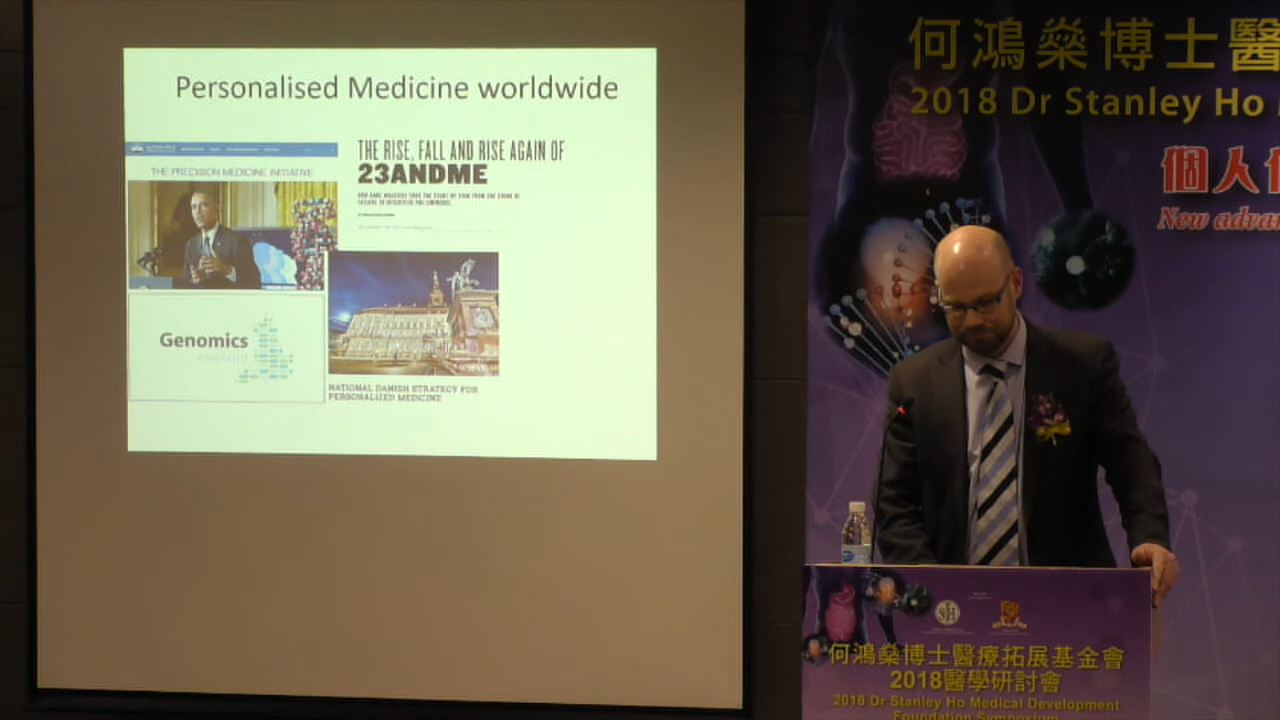 Personalised Medicine worldwide
THE PRECISION MEDICINE INITIATIVE
THE RISE, FALL AND RISE AGAIN OF
23ANDME
Genomics
england
NATIONAL DANISH STRATEGY FOR
PERSONALIZED MEDICINE
何鴻燊博士醫
2018 Dr Stanley Ho
個人
New adva
何鴻燊博士醫療拓展基金會
2018醫學研討會
2018 Dr Stanley Ho Medical Development
Foundation Symposium